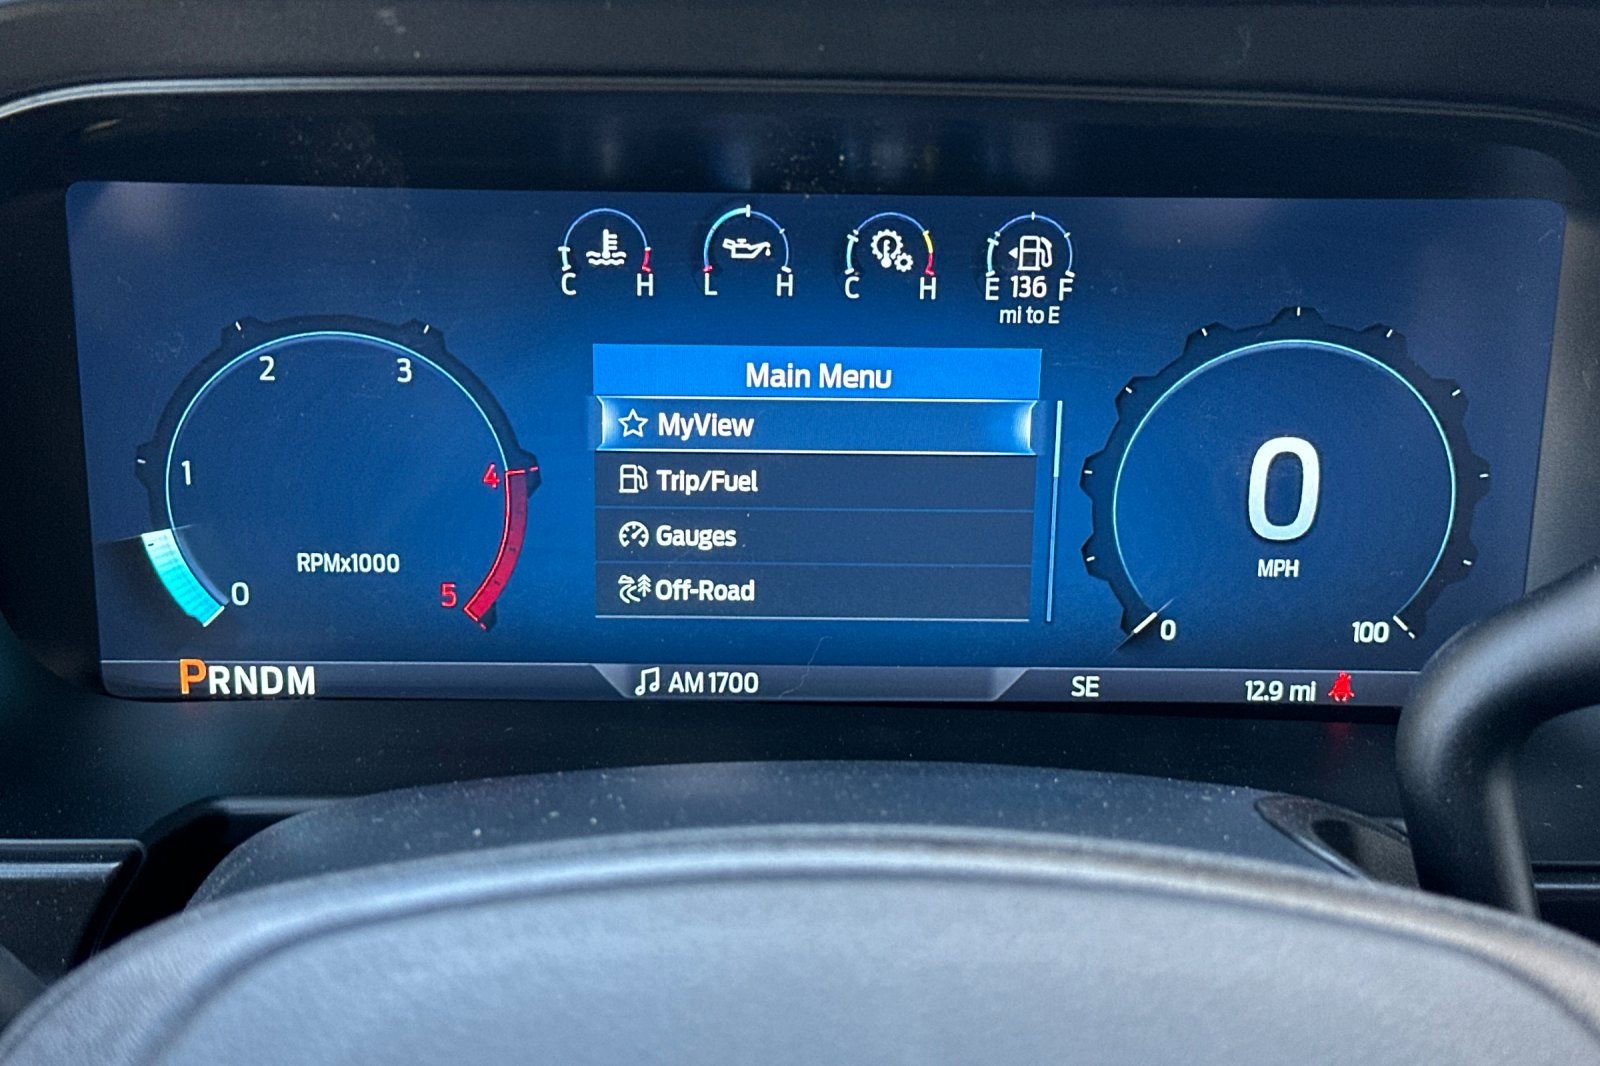 C H
L H
C H
E 136 F
mi to E
2 3
1 4
0 5
RPMx1000
Main Menu
MyView
Trip/Fuel
Gauges
Off-Road
0
MPH
0 100
PRNDM
AM 1700
SE
12.9 mi